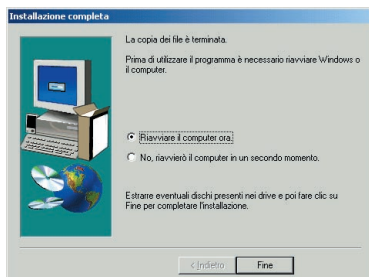 Installazione completa
La copia dei file è terminata.
Prima di utilizzare il programma è necessario riavviare Windows o
il computer.
Riavviare il computer ora.
No, riavvierò il computer in un secondo momento.
Estrarre eventuali dischi presenti nei drive e poi fare clic su
Fine per completare l'installazione.
< Indietro
Fine